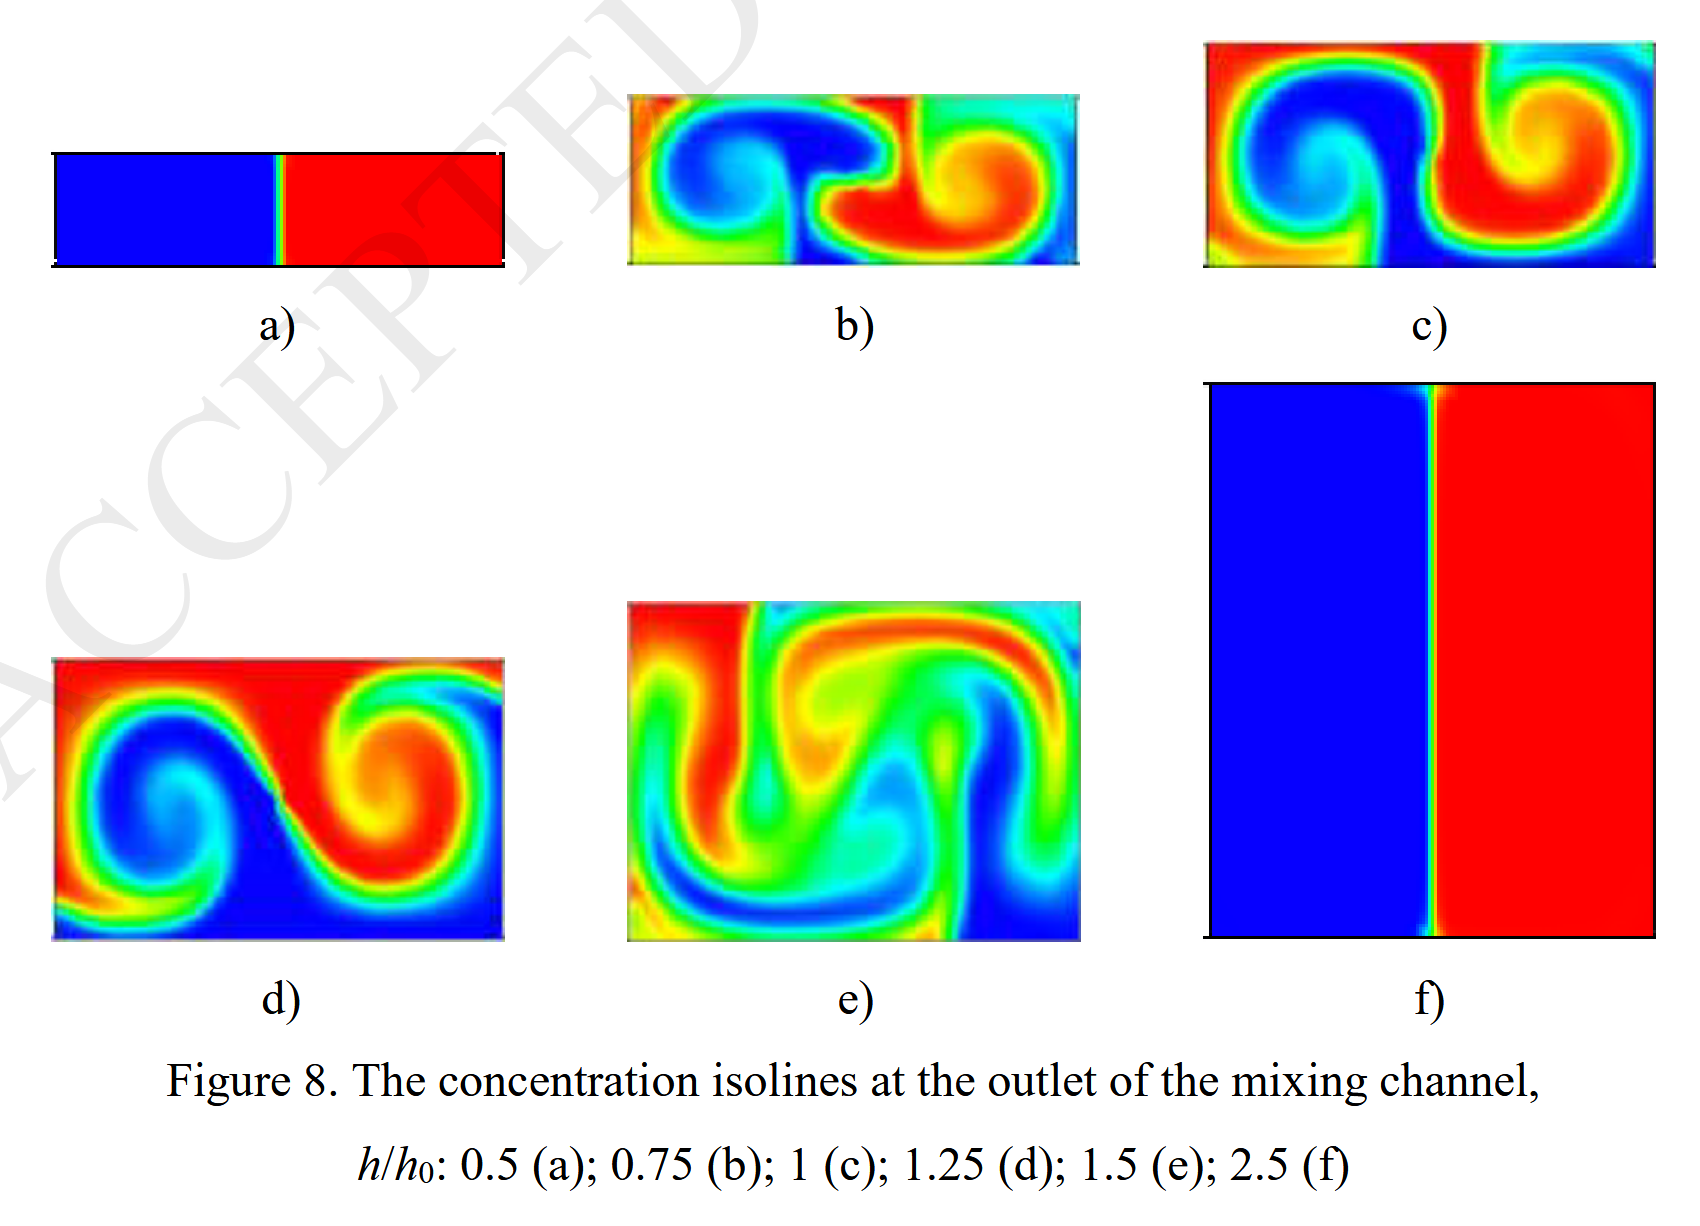 ACCEPTED
a)
b)
c)
d)
e)
f)
Figure 8. The concentration isolines at the outlet of the mixing channel,
h/h₀: 0.5 (a); 0.75 (b); 1 (c); 1.25 (d); 1.5 (e); 2.5 (f)